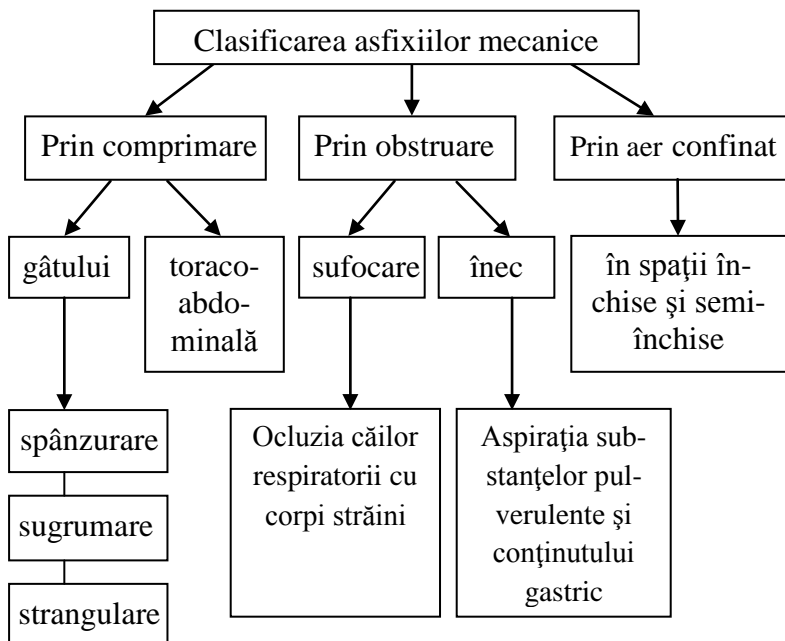 Clasificarea asfixiilor mecanice
Prin comprimare
Prin obstruare
Prin aer confinat
gâtului
toraco-
abdo-
minală
sufocare
înec
în spaţii în-
chise şi semi-
închise
spânzurare
sugrumare
strangulare
Ocluzia căilor
respiratorii cu
corpi străini
Aspiraţia sub-
stanţelor pul-
verulente şi
conţinutului
gastric